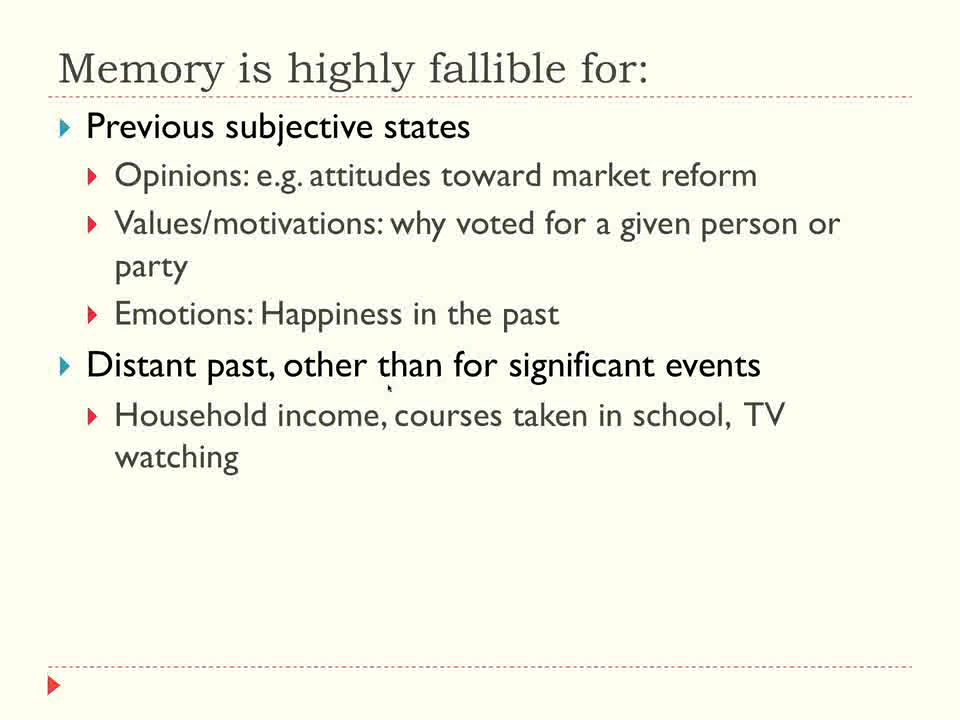 Memory is highly fallible for:
Previous subjective states
Opinions: e.g. attitudes toward market reform
Values/motivations: why voted for a given person or
party
Emotions: Happiness in the past
Distant past, other than for significant events
Household income, courses taken in school, TV
watching